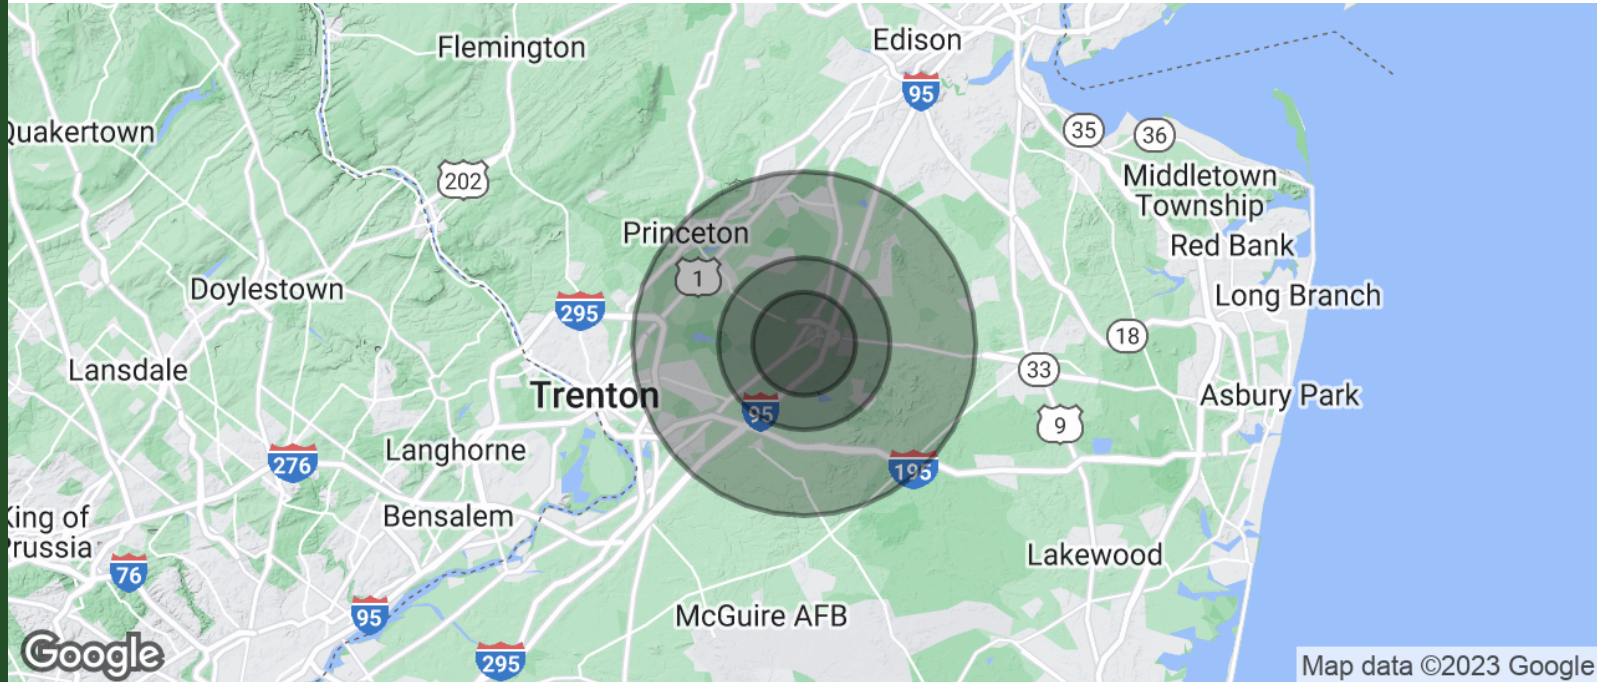 Edison
Flemington
95
Quakertown
35
36
202
Middletown
Township
Princeton
Red Bank
1
Doylestown
Long Branch
295
18
Lansdale
33
Trenton
Asbury Park
95
9
Langhorne
276
195
King of
Prussia
Bensalem
Lakewood
76
95
McGuire AFB
295
Google
Map data ©2023 Google